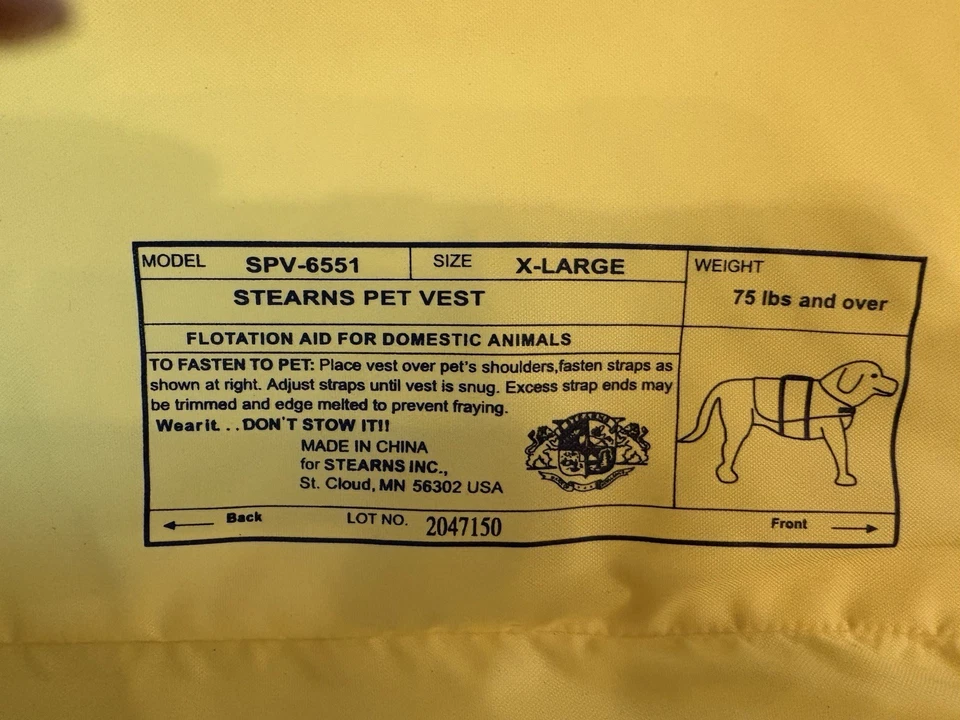 MODEL SPV-6551 SIZE X-LARGE WEIGHT
75 lbs and over
STEARNS PET VEST
FLOTATION AID FOR DOMESTIC ANIMALS
TO FASTEN TO PET: Place vest over pet's shoulders,fasten straps as
shown at right. Adjust straps until vest is snug. Excess strap ends may
be trimmed and edge melted to prevent fraying.
Wear it. . . DON'T STOW IT!!
MADE IN CHINA
for STEARNS INC.,
St. Cloud, MN 56302 USA
STEARNS
Back LOT NO. 2047150 Front